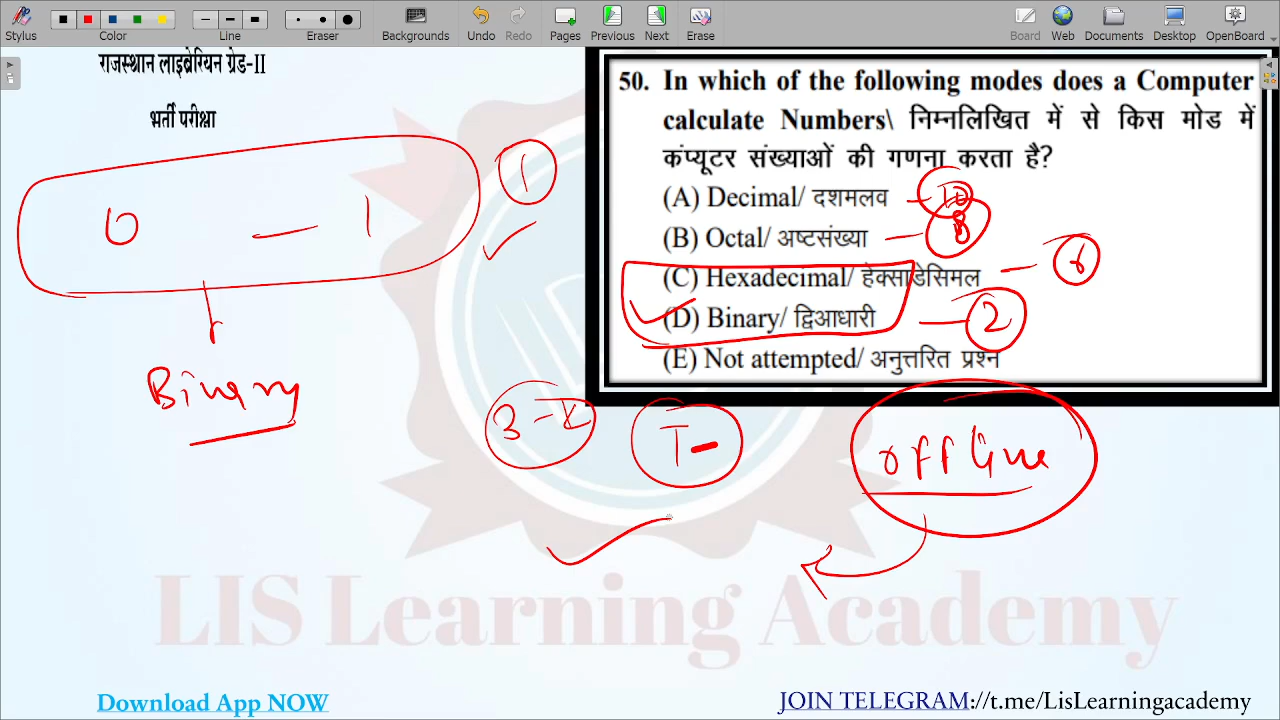 Stylus Color Line Eraser Backgrounds Undo Redo Pages Previous Next Erase Board Web Documents Desktop OpenBoard
राजस्थान लाइब्रेरियन ग्रेड-II
भर्ती परीक्षा
0 — 1
1
Binary
50. In which of the following modes does a Computer
calculate Numbers\ निम्नलिखित में से किस मोड में
कंप्यूटर संख्याओं की गणना करता है?
(A) Decimal/ दशमलव – 10
(B) Octal/ अष्टसंख्या – 8
(C) Hexadecimal/ हेक्साडेसिमल – 6
(D) Binary/ द्विआधारी – 2
(E) Not attempted/ अनुत्तरित प्रश्न
offline
LIS Learning Academy
Download App NOW
JOIN TELEGRAM://t.me/LisLearningacademy